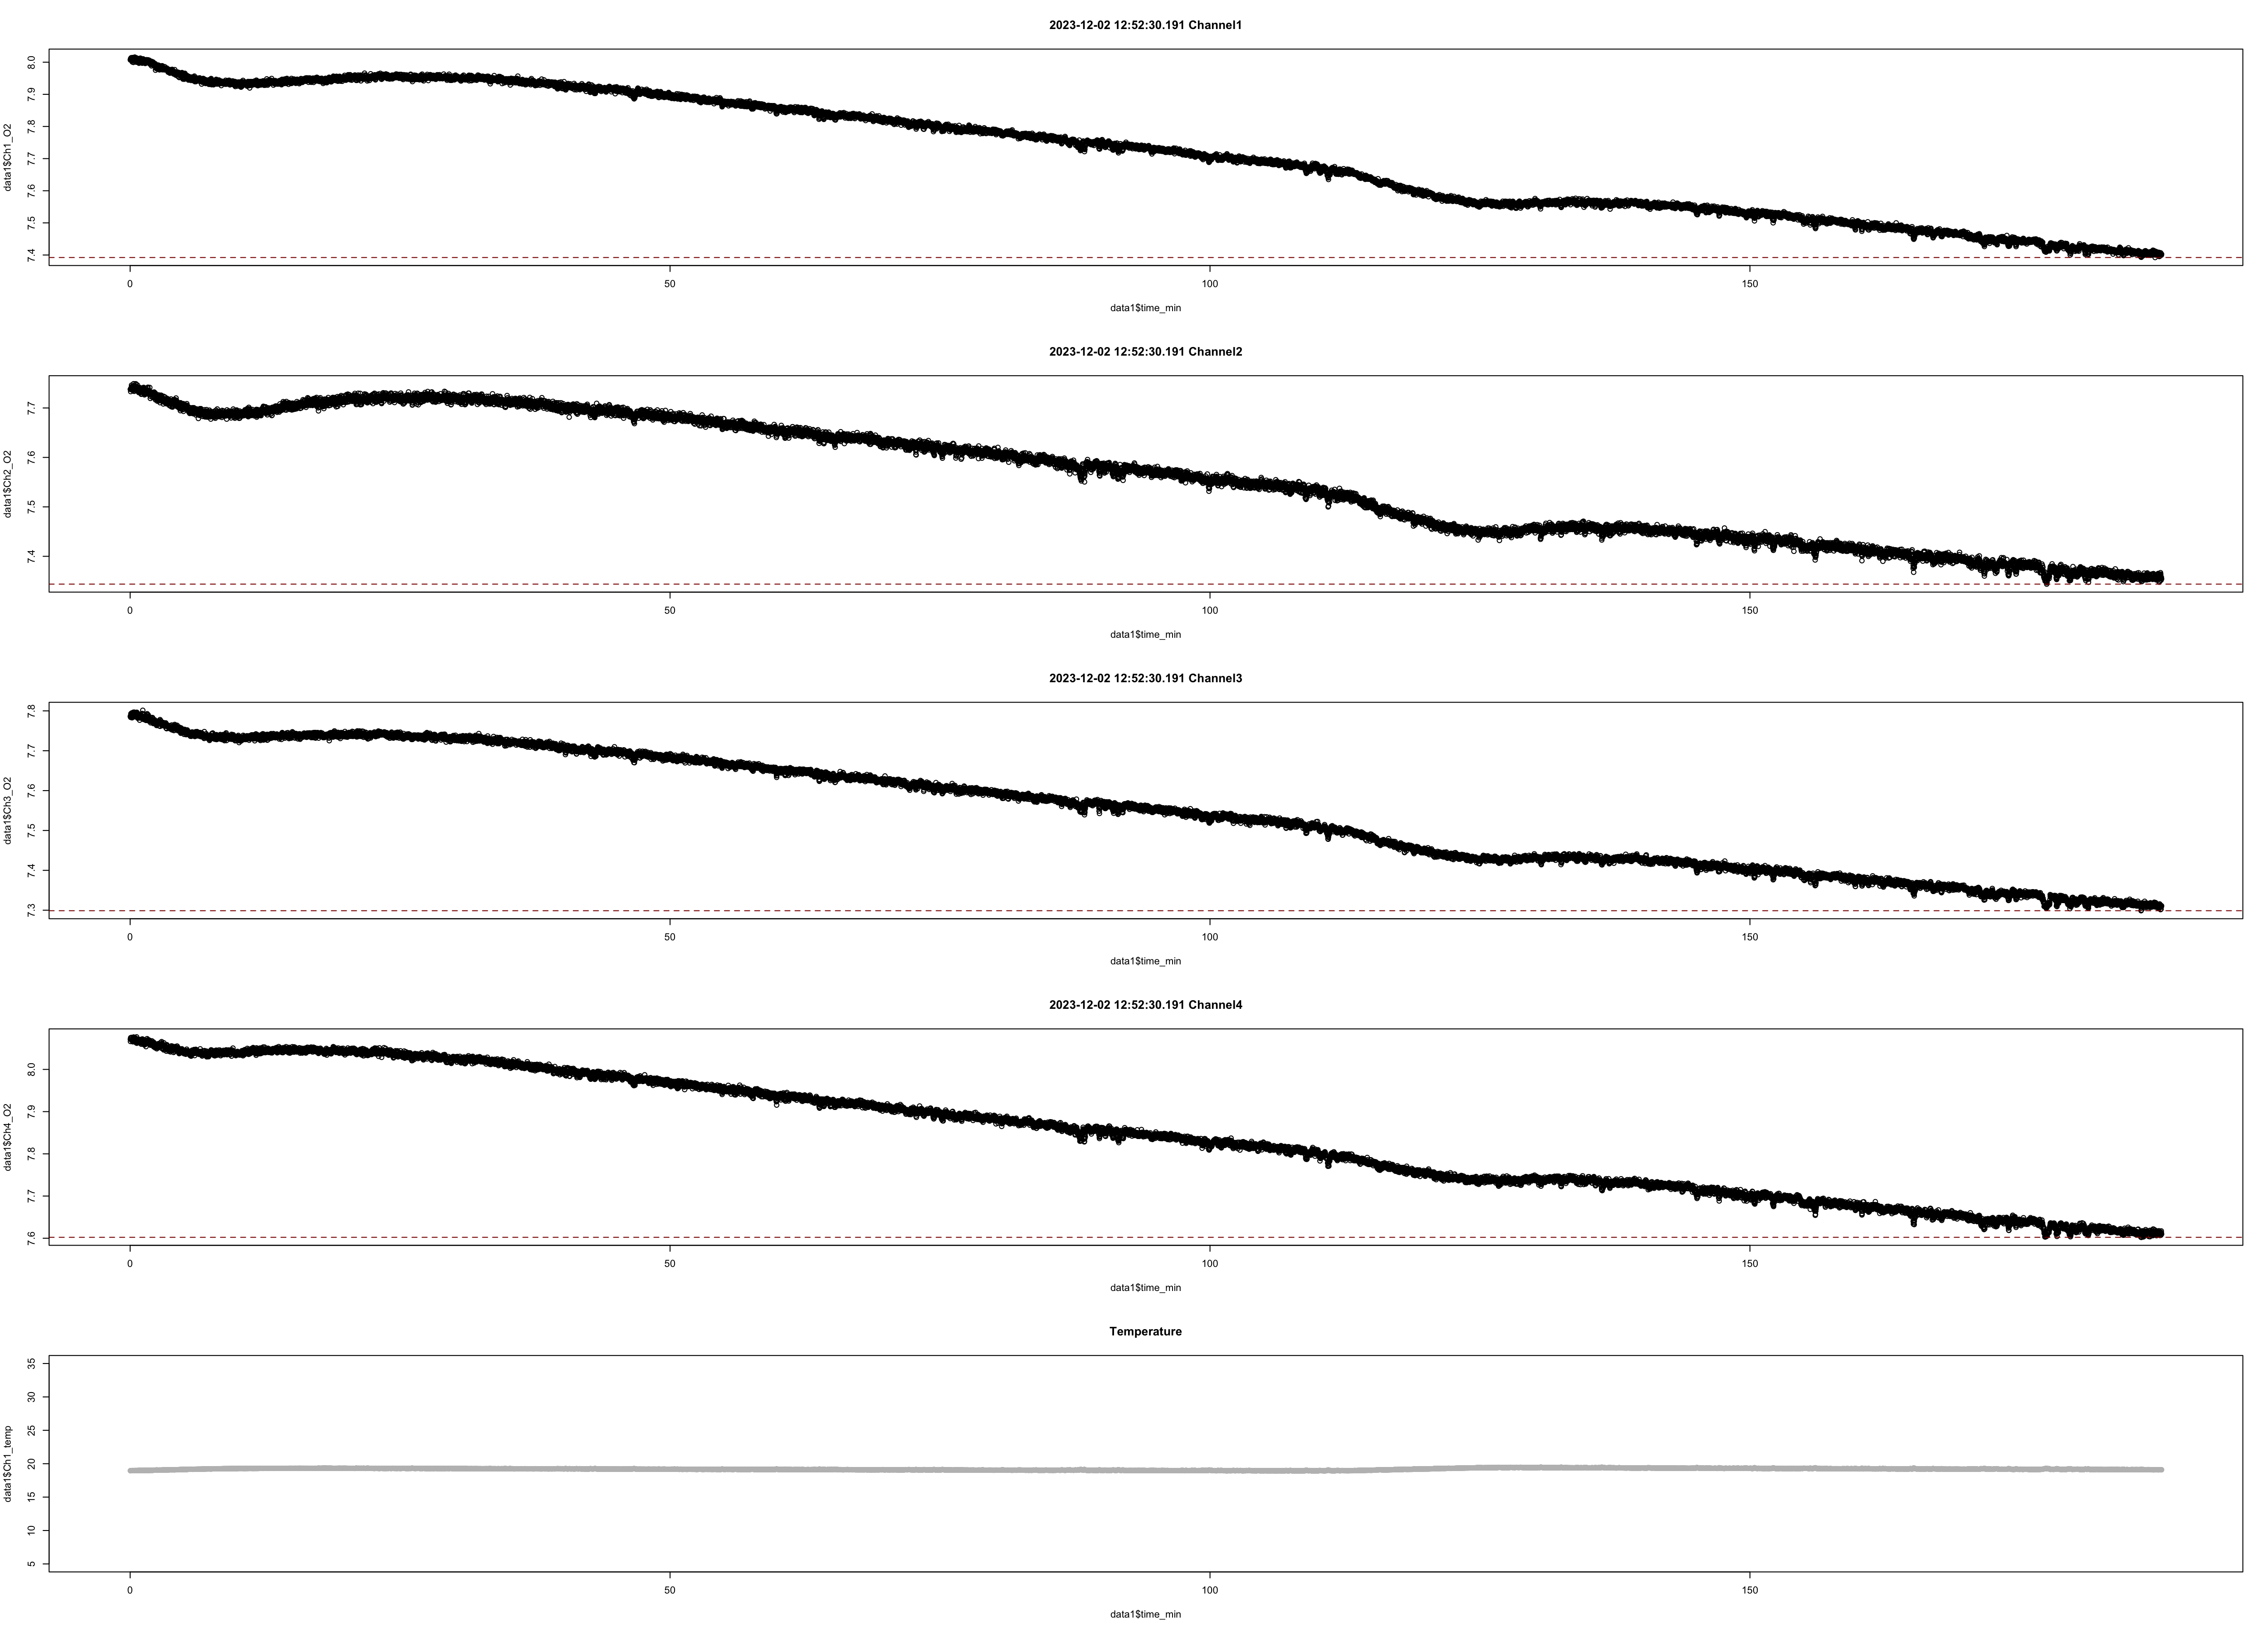 2023-12-02 12:52:30.191 Channel1
data1$Ch1_O2
8.0
7.9
7.8
7.7
7.6
7.5
7.4
0 50 100 150
data1$time_min
2023-12-02 12:52:30.191 Channel2
data1$Ch2_O2
7.7
7.6
7.5
7.4
0 50 100 150
data1$time_min
2023-12-02 12:52:30.191 Channel3
data1$Ch3_O2
7.8
7.7
7.6
7.5
7.4
7.3
0 50 100 150
data1$time_min
2023-12-02 12:52:30.191 Channel4
data1$Ch4_O2
8.0
7.9
7.8
7.7
7.6
0 50 100 150
data1$time_min
Temperature
data1$Ch1_temp
35
30
25
20
15
10
5
0 50 100 150
data1$time_min